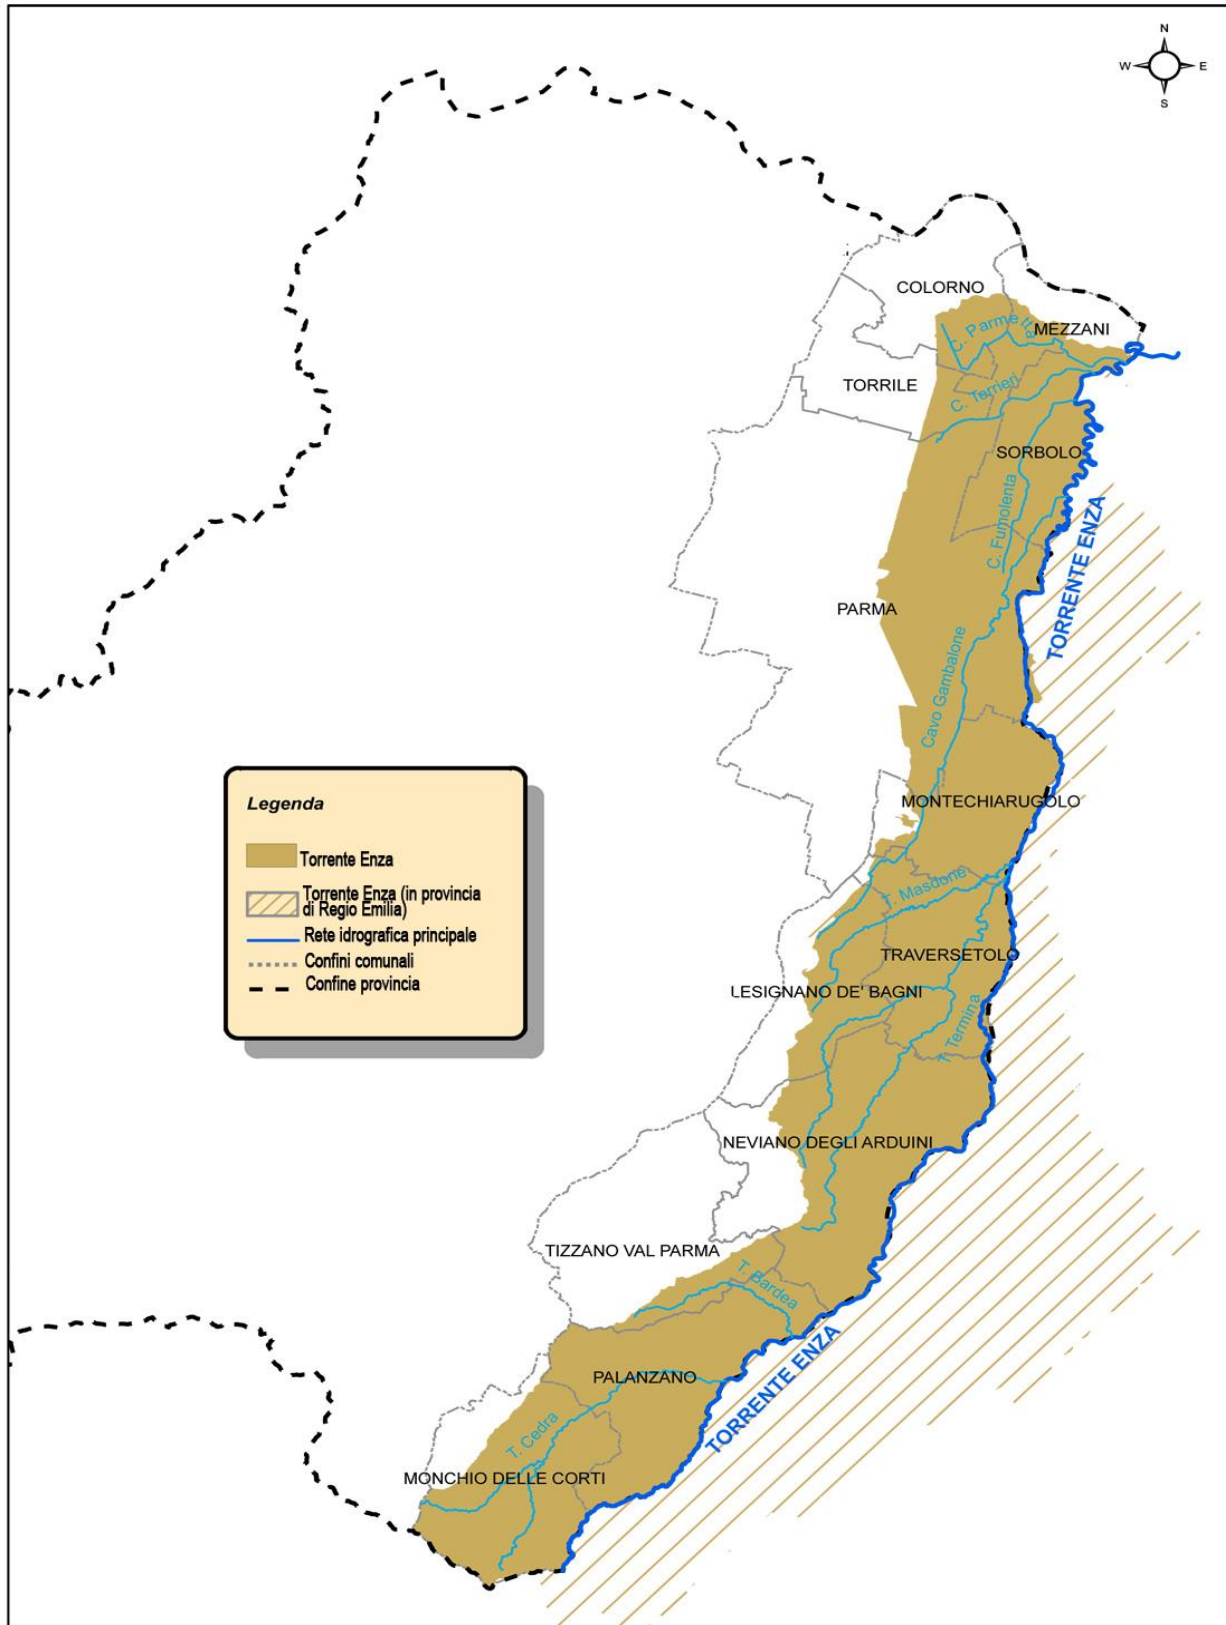 N
W E
S
COLORNO
C. Parmetta
MEZZANI
TORRILE
C. Terrieri
SORBOLO
C. Fumolenta
TORRENTE ENZA
PARMA
Cavo Gambalone
MONTECHIARUGOLO
Legenda
Torrente Enza
Torrente Enza (in provincia
di Regio Emilia)
Rete idrografica principale
Confini comunali
Confine provincia
T. Masdone
TRAVERSETOLO
LESIGNANO DE' BAGNI
T. Termina
NEVIANO DEGLI ARDUINI
TIZZANO VAL PARMA
T. Bardea
TORRENTE ENZA
PALANZANO
T. Cedra
MONCHIO DELLE CORTI